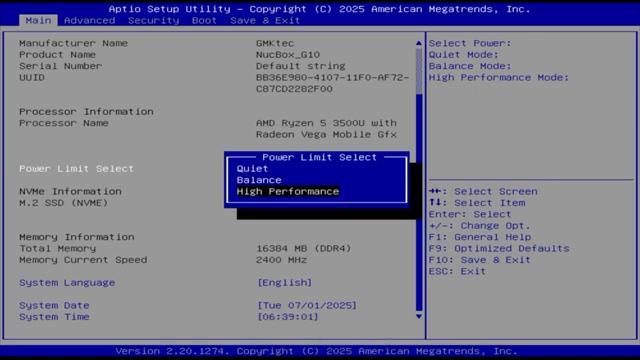 Aptio Setup Utility - Copyright (C) 2025 American Megatrends, Inc.
Main Advanced Security Boot Save & Exit
Manufacturer Name GMKtec
Product Name NucBox_G10
Serial Number Default string
UUID BB36E980-4107-11F0-AF72-
C87CD2282F00
Processor Information
Processor Name AMD Ryzen 5 3500U with
Radeon Vega Mobile Gfx
Power Limit Select
NVMe Information
M.2 SSD (NVME)
Memory Information
Total Memory 16384 MB (DDR4)
Memory Current Speed 2400 MHz
System Language [English]
System Date [Tue 07/01/2025]
System Time [06:39:01]
Power Limit Select
Quiet
Balance
High Performance
Select Power:
Quiet Mode;
Balance Mode;
High Performance Mode;
→←: Select Screen
↑↓: Select Item
Enter: Select
+/-: Change Opt.
F1: General Help
F9: Optimized Defaults
F10: Save & Exit
ESC: Exit
Version 2.20.1274. Copyright (C) 2025 American Megatrends, Inc.